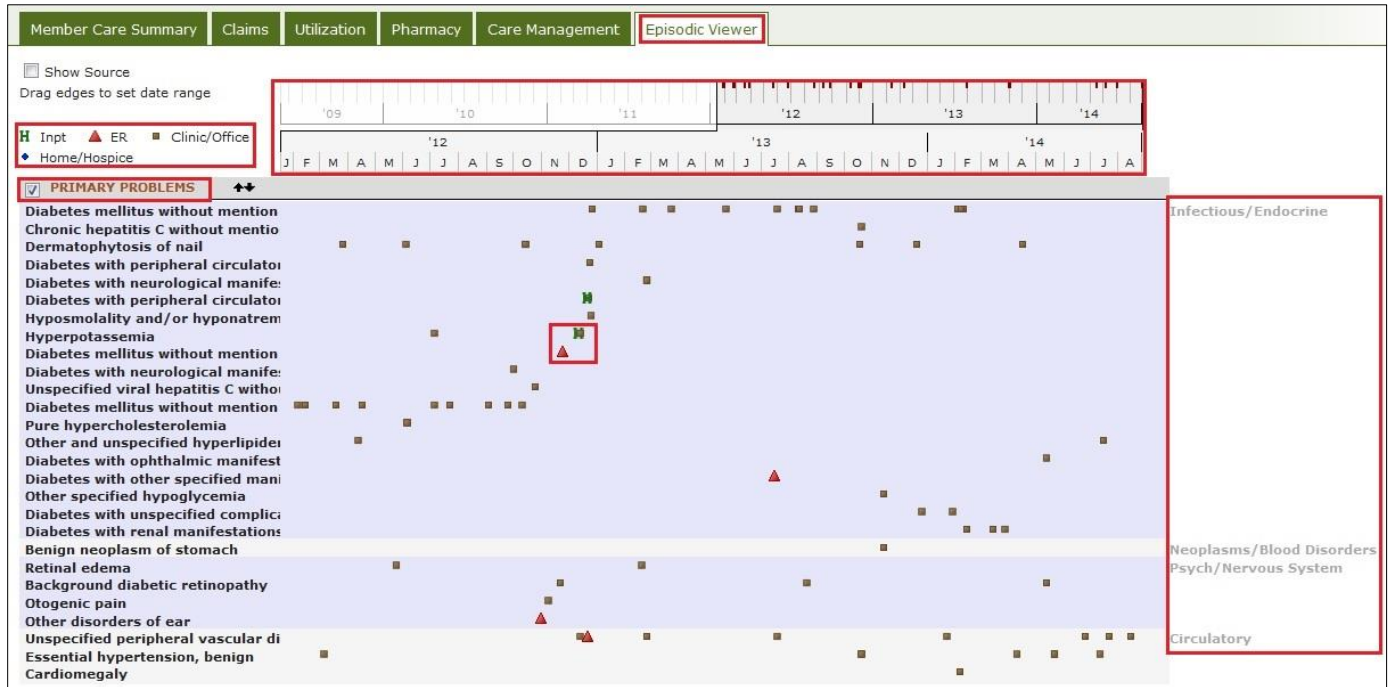 Member Care Summary Claims Utilization Pharmacy Care Management Episodic Viewer
Show Source
Drag edges to set date range
'09 '10 '11 '12 '13 '14
H Inpt ER Clinic/Office
Home/Hospice
'12 '13 '14
J F M A M J J A S O N D J F M A M J J A S O N D J F M A M J J A
PRIMARY PROBLEMS
Diabetes mellitus without mention Infectious/Endocrine
Chronic hepatitis C without mentio
Dermatophytosis of nail
Diabetes with peripheral circulator
Diabetes with neurological manifes
Diabetes with peripheral circulator
Hyposmolality and/or hyponatrem
Hyperpotassemia
Diabetes mellitus without mention
Diabetes with neurological manifes
Unspecified viral hepatitis C withou
Diabetes mellitus without mention
Pure hypercholesterolemia
Other and unspecified hyperlipider
Diabetes with ophthalmic manifest
Diabetes with other specified mani
Other specified hypoglycemia
Diabetes with unspecified complica
Diabetes with renal manifestations
Benign neoplasm of stomach Neoplasms/Blood Disorders
Retinal edema Psych/Nervous System
Background diabetic retinopathy
Otogenic pain
Other disorders of ear
Unspecified peripheral vascular di Circulatory
Essential hypertension, benign
Cardiomegaly